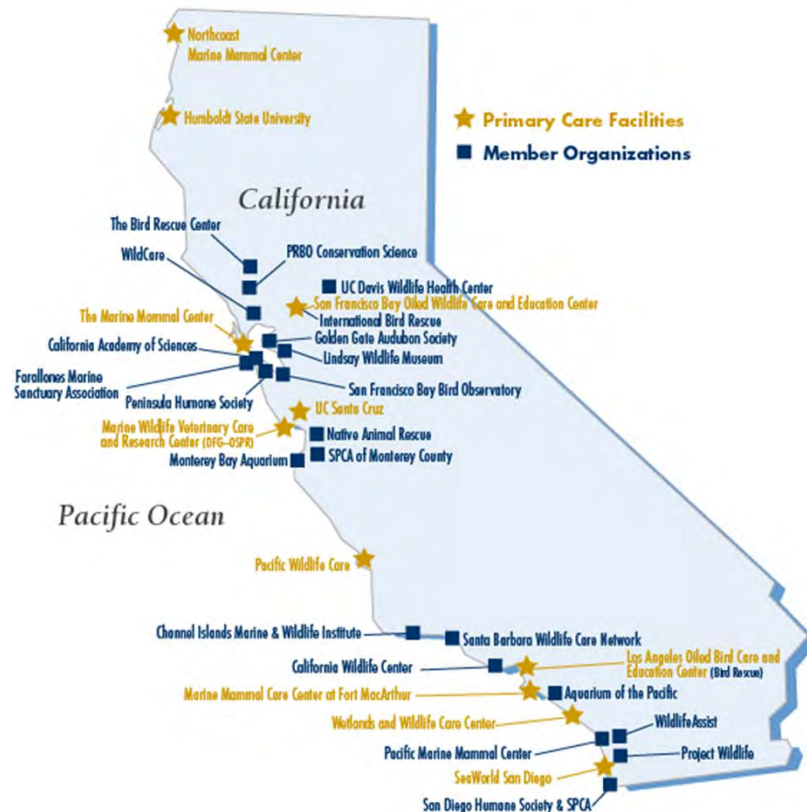 Northcoast
Marine Mammal Center
Humboldt State University
Primary Care Facilities
Member Organizations
California
The Bird Rescue Center
PRBO Conservation Science
WildCare
UC Davis Wildlife Health Center
San Francisco Bay Oiled Wildlife Care and Education Center
The Marine Mammal Center
International Bird Rescue
Golden Gate Audubon Society
California Academy of Sciences
Lindsay Wildlife Museum
Farallones Marine
Sanctuary Association
San Francisco Bay Bird Observatory
Peninsula Humane Society
UC Santa Cruz
Marine Wildlife Veterinary Care
and Research Center (DFG-OSPR)
Native Animal Rescue
Monterey Bay Aquarium
SPCA of Monterey County
Pacific Ocean
Pacific Wildlife Care
Channel Islands Marine & Wildlife Institute
Santa Barbara Wildlife Care Network
California Wildlife Center
Los Angeles Oiled Bird Care and
Education Center (Bird Rescue)
Marine Mammal Care Center at Fort MacArthur
Aquarium of the Pacific
Wetlands and Wildlife Care Center
WildlifeAssist
Pacific Marine Mammal Center
Project Wildlife
SeaWorld San Diego
San Diego Humane Society & SPCA